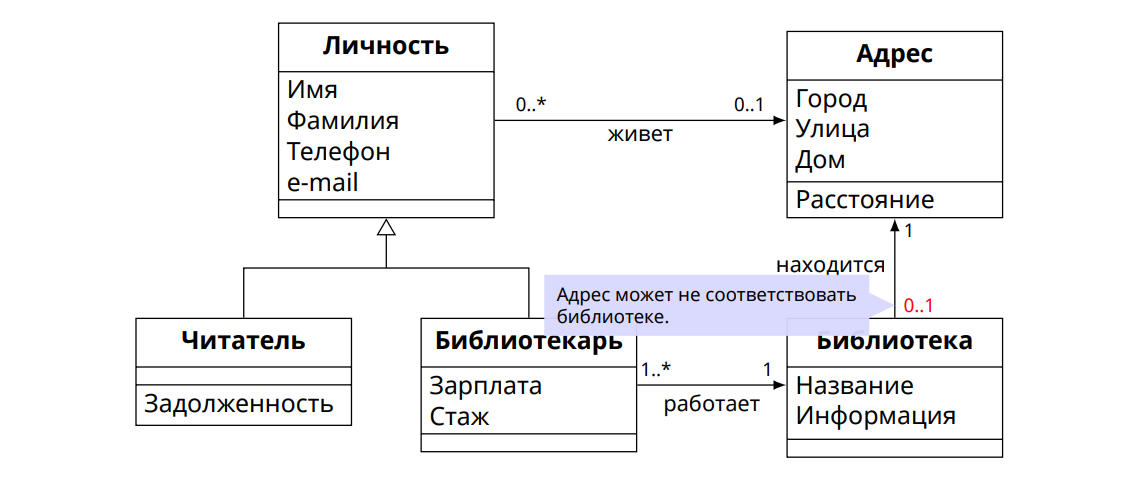 Личность
Имя
Фамилия
Телефон
e-mail
0..*
0..1
живет
Адрес
Город
Улица
Дом
Расстояние
1
находится
Адрес может не соответствовать
библиотеке.
0..1
Читатель
Задолженность
Библиотекарь
Зарплата
Стаж
1..*
1
работает
Библиотека
Название
Информация